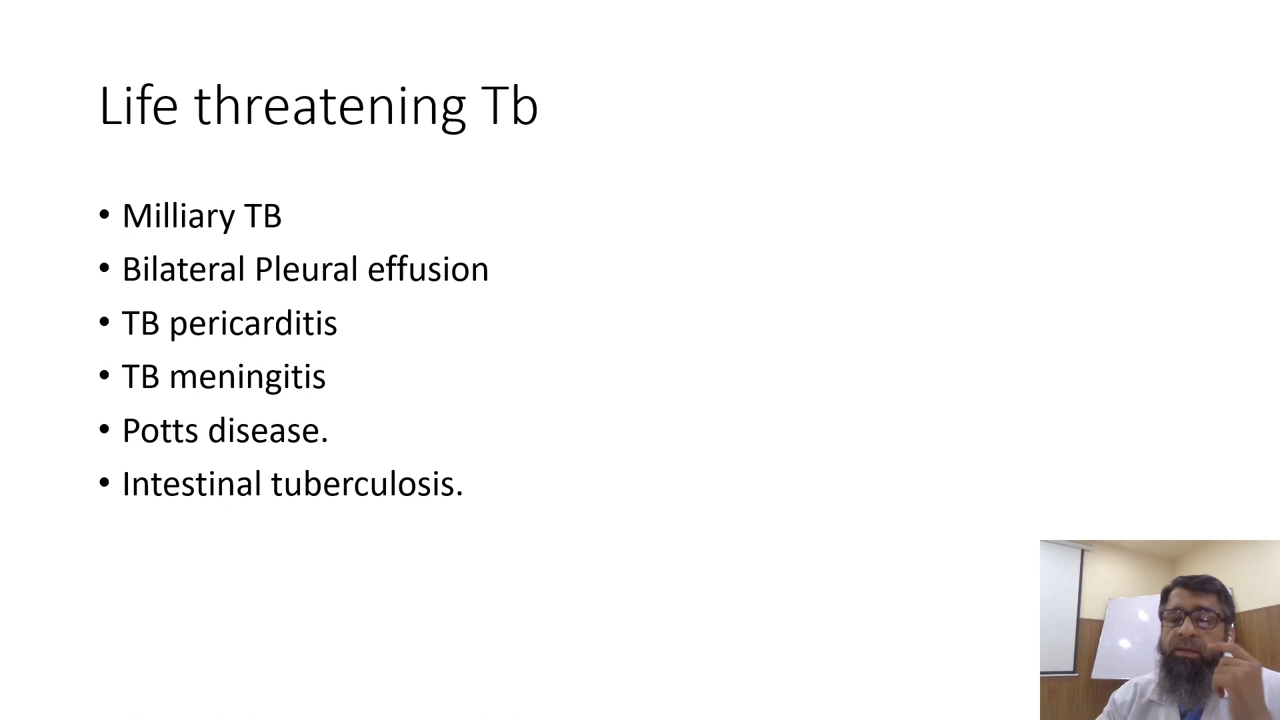 Life threatening Tb
• Milliary TB
• Bilateral Pleural effusion
• TB pericarditis
• TB meningitis
• Potts disease.
• Intestinal tuberculosis.